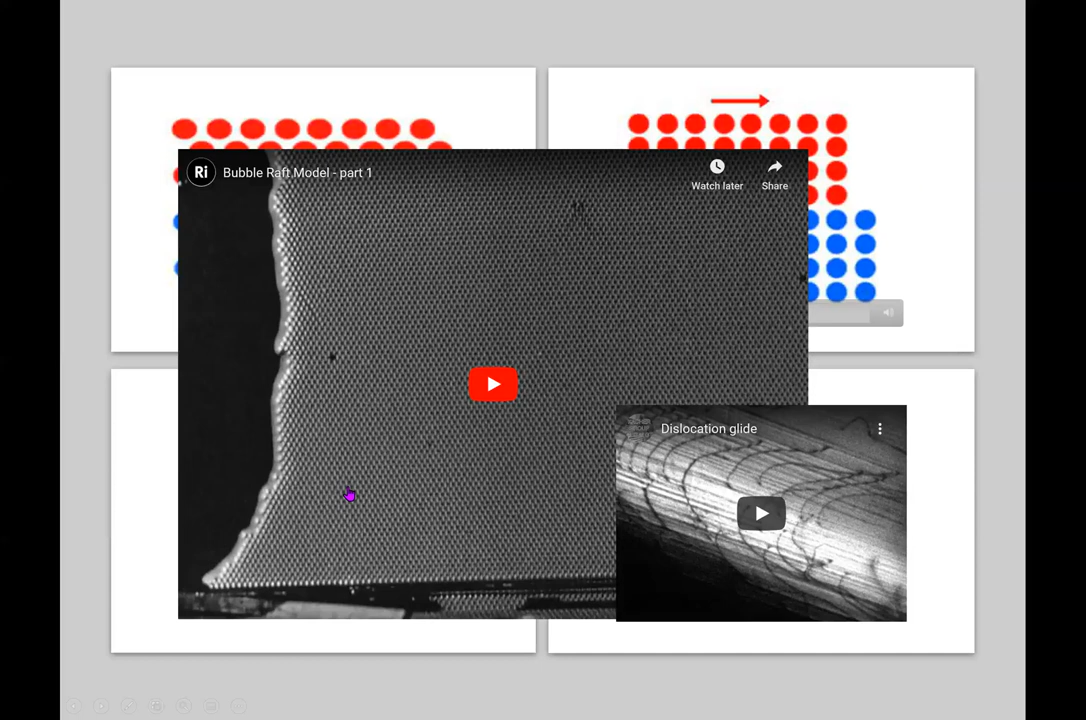 Ri
Bubble Raft Model - part 1
Watch later
Share
Dislocation glide